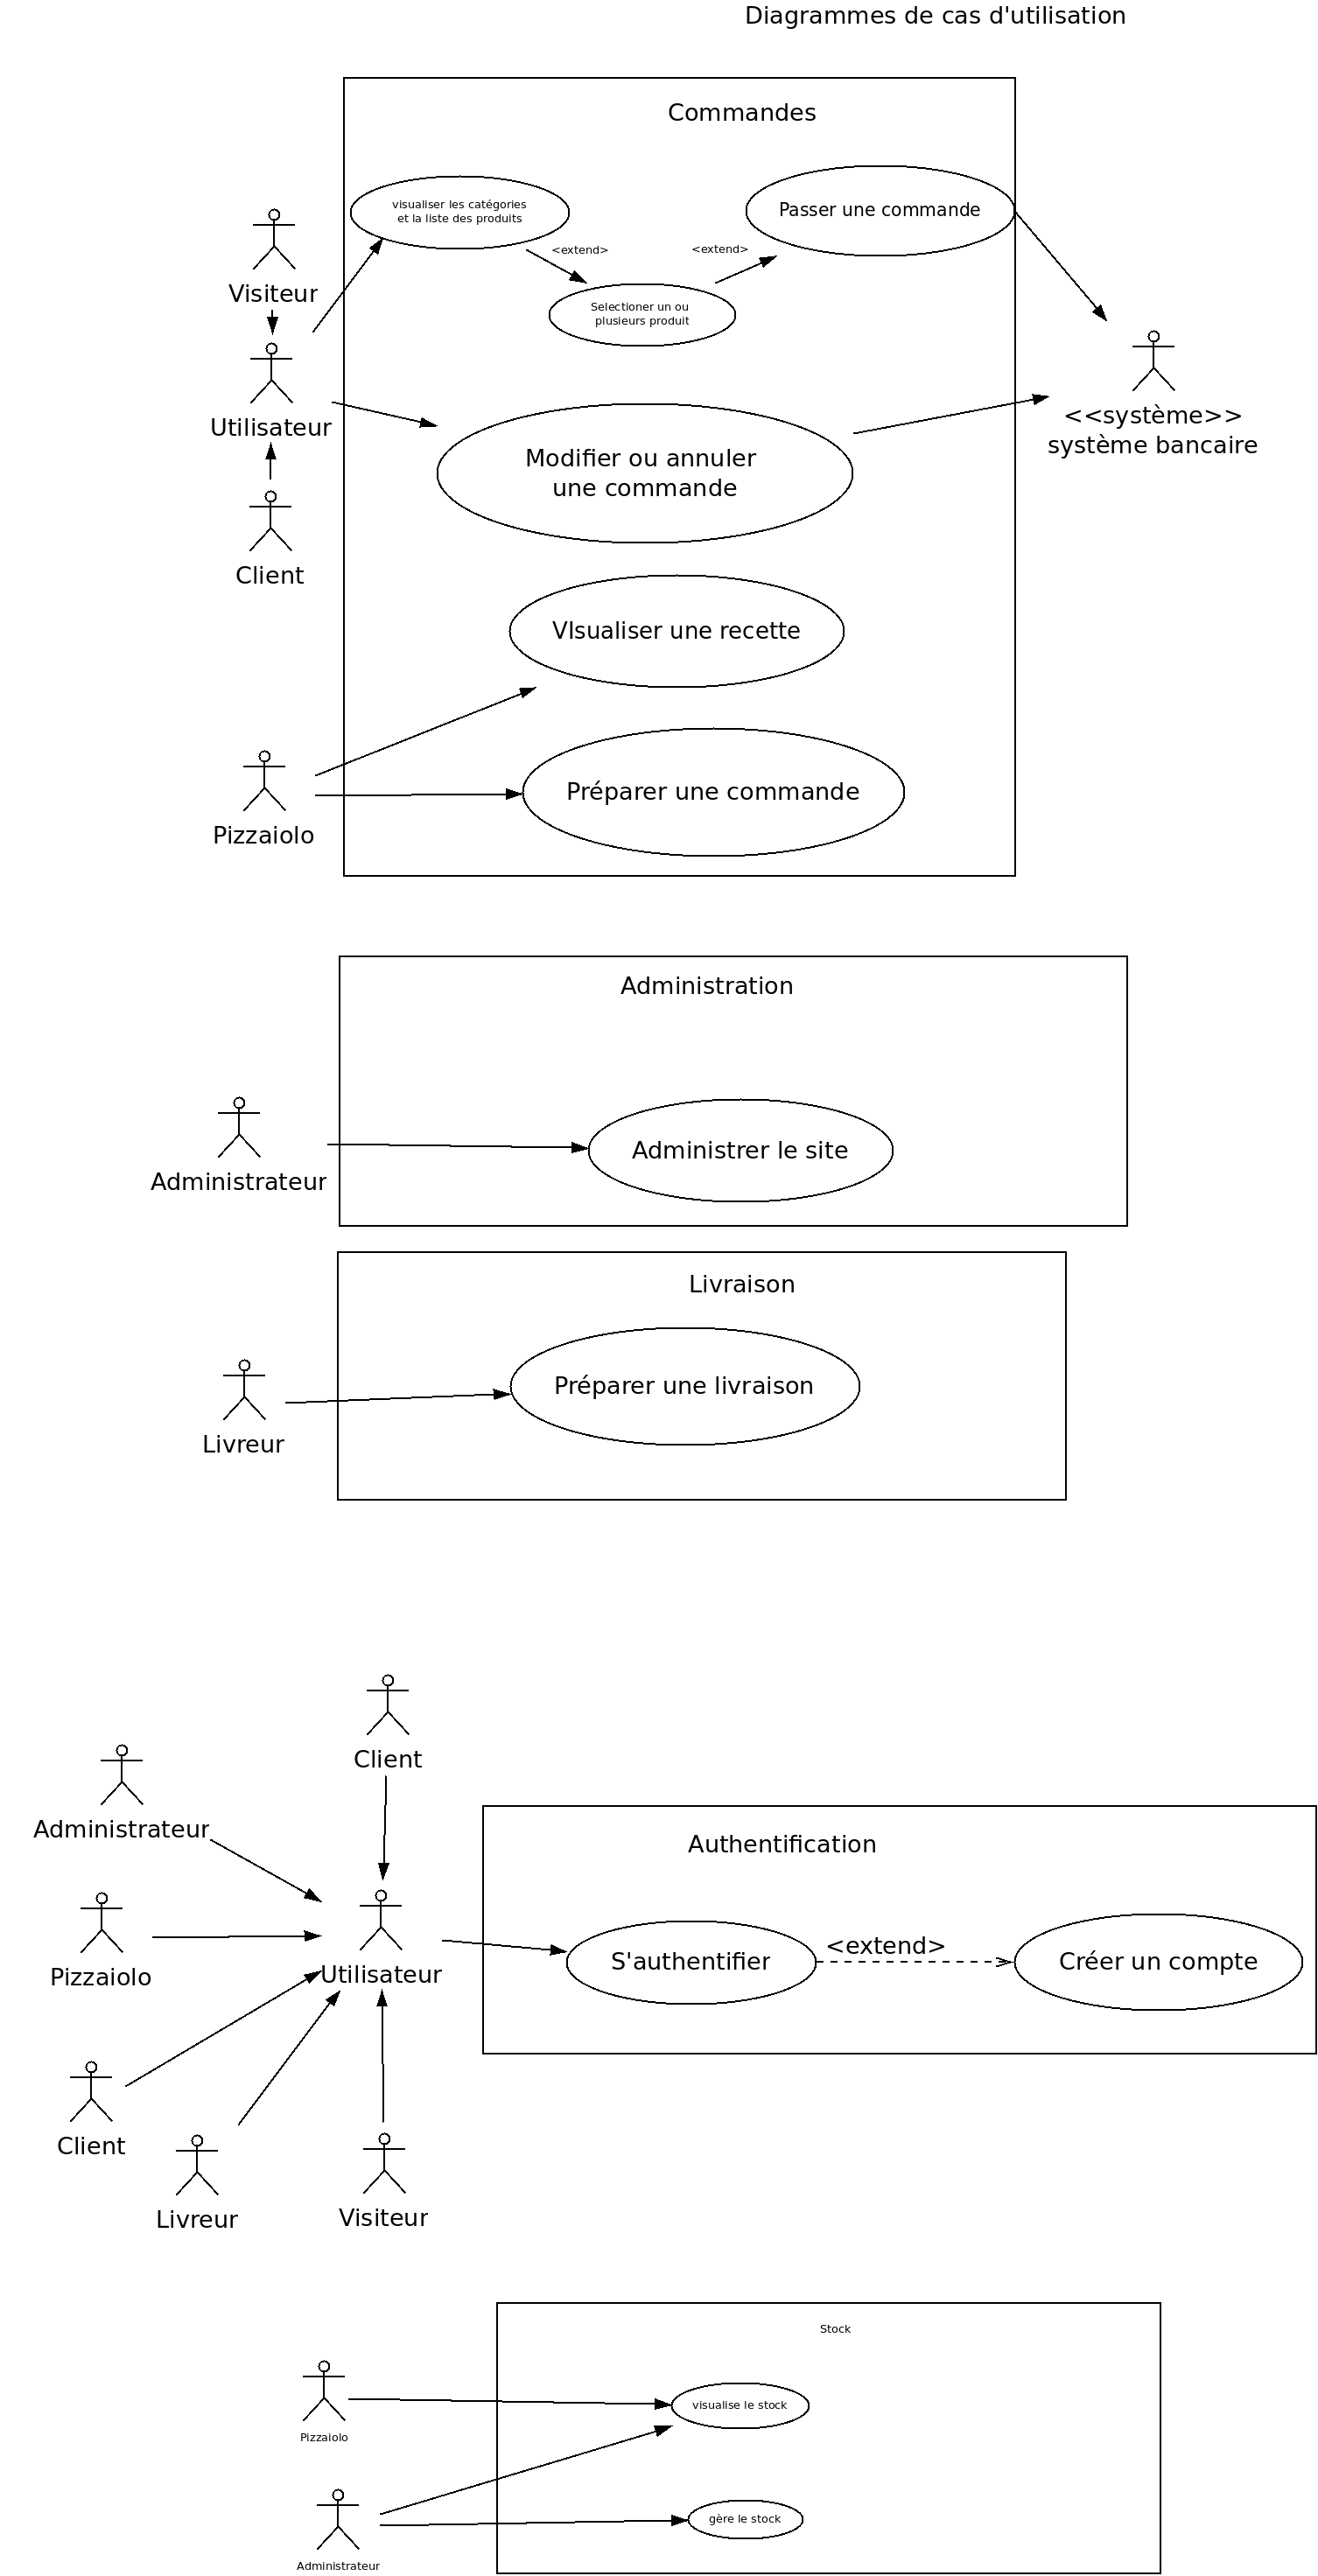 Diagrammes de cas d'utilisation
Commandes
visualiser les catégories
et la liste des produits
Passer une commande
<extend>
<extend>
Visiteur
Selectioner un ou
plusieurs produit
Utilisateur
<<système>>
système bancaire
Modifier ou annuler
une commande
Client
VIsualiser une recette
Préparer une commande
Pizzaiolo
Administration
Administrer le site
Administrateur
Livraison
Préparer une livraison
Livreur
Client
Administrateur
Authentification
<extend>
S'authentifier
Créer un compte
Pizzaiolo
Utilisateur
Client
Livreur
Visiteur
Stock
visualise le stock
Pizzaiolo
gère le stock
Administrateur